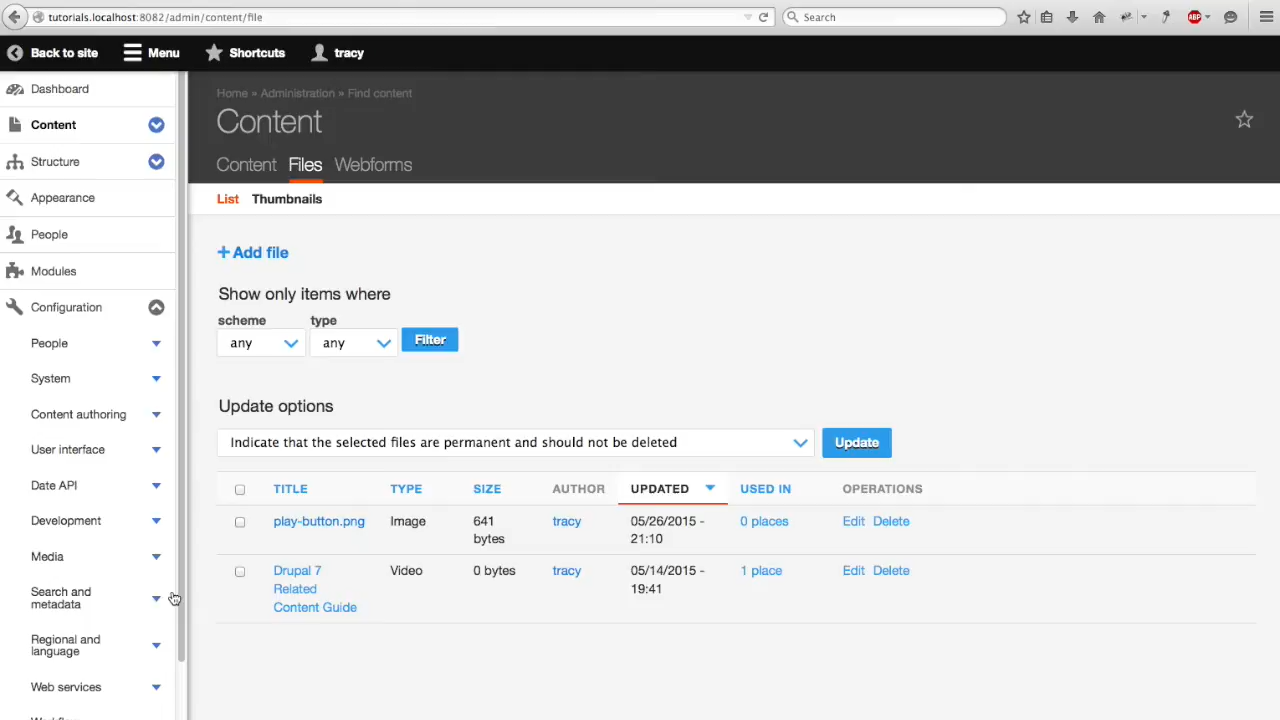 tutorials.localhost:8082/admin/content/file
Search
ABP
Back to site
Menu
Shortcuts
tracy
Dashboard
Content
Structure
Appearance
People
Modules
Configuration
People
System
Content authoring
User interface
Date API
Development
Media
Search and
metadata
Regional and
language
Web services
Workflow
Home » Administration » Find content
Content
Content Files Webforms
List Thumbnails
+ Add file
Show only items where
scheme type
any any Filter
Update options
Indicate that the selected files are permanent and should not be deleted Update
TITLE TYPE SIZE AUTHOR UPDATED USED IN OPERATIONS
play-button.png Image 641 tracy 05/26/2015 - 0 places Edit Delete
bytes 21:10
Drupal 7 Video 0 bytes tracy 05/14/2015 - 1 place Edit Delete
Related 19:41
Content Guide